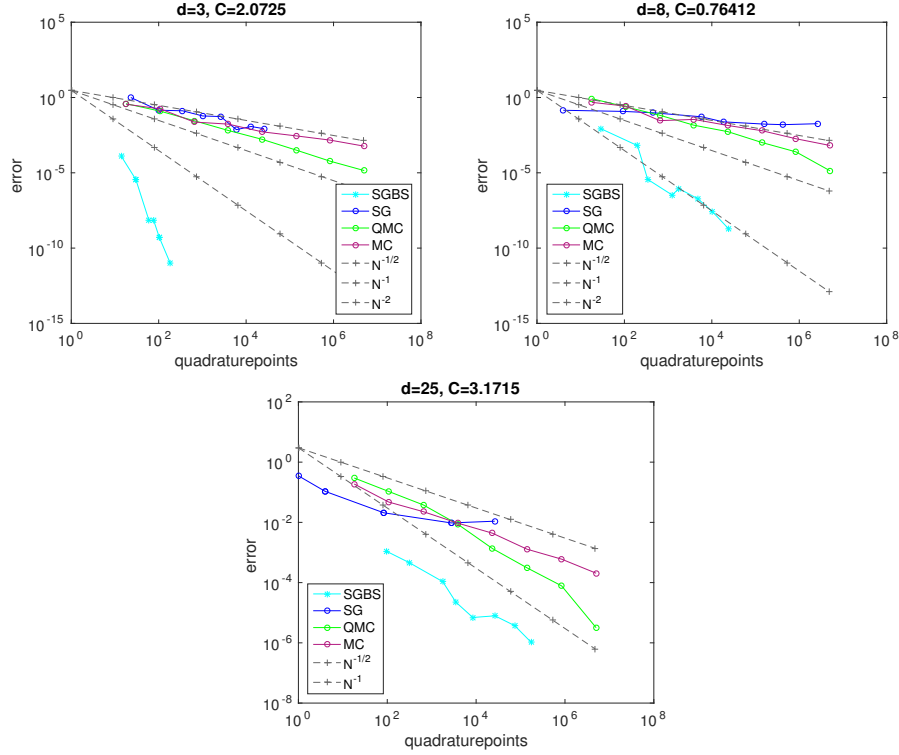 d=3, C=2.0725
10^5
10^0
10^-5
10^-10
10^-15
error
10^0 10^2 10^4 10^6 10^8
quadraturepoints
SGBS
SG
QMC
MC
N^-1/2
N^-1
N^-2
d=8, C=0.76412
10^5
10^0
10^-5
10^-10
10^-15
error
10^0 10^2 10^4 10^6 10^8
quadraturepoints
SGBS
SG
QMC
MC
N^-1/2
N^-1
N^-2
d=25, C=3.1715
10^2
10^0
10^-2
10^-4
10^-6
10^-8
error
10^0 10^2 10^4 10^6 10^8
quadraturepoints
SGBS
SG
QMC
MC
N^-1/2
N^-1